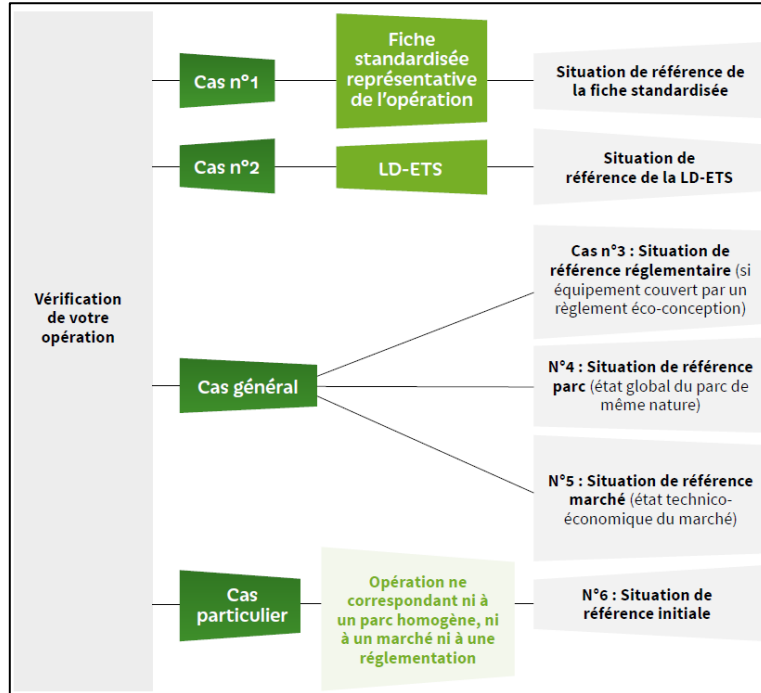 Vérification
de votre
opération
Cas n°1
Fiche
standardisée
représentative
de l'opération
Situation de référence de
la fiche standardisée
Cas n°2
LD-ETS
Situation de
référence de la LD-ETS
Cas général
Cas n°3 : Situation de
référence réglementaire (si
équipement couvert par un
règlement éco-conception)
N°4 : Situation de référence
parc (état global du parc de
même nature)
N°5 : Situation de référence
marché (état technico-
économique du marché)
Cas
particulier
Opération ne
correspondant ni à
un parc homogène, ni
à un marché ni à une
réglementation
N°6 : Situation de
référence initiale